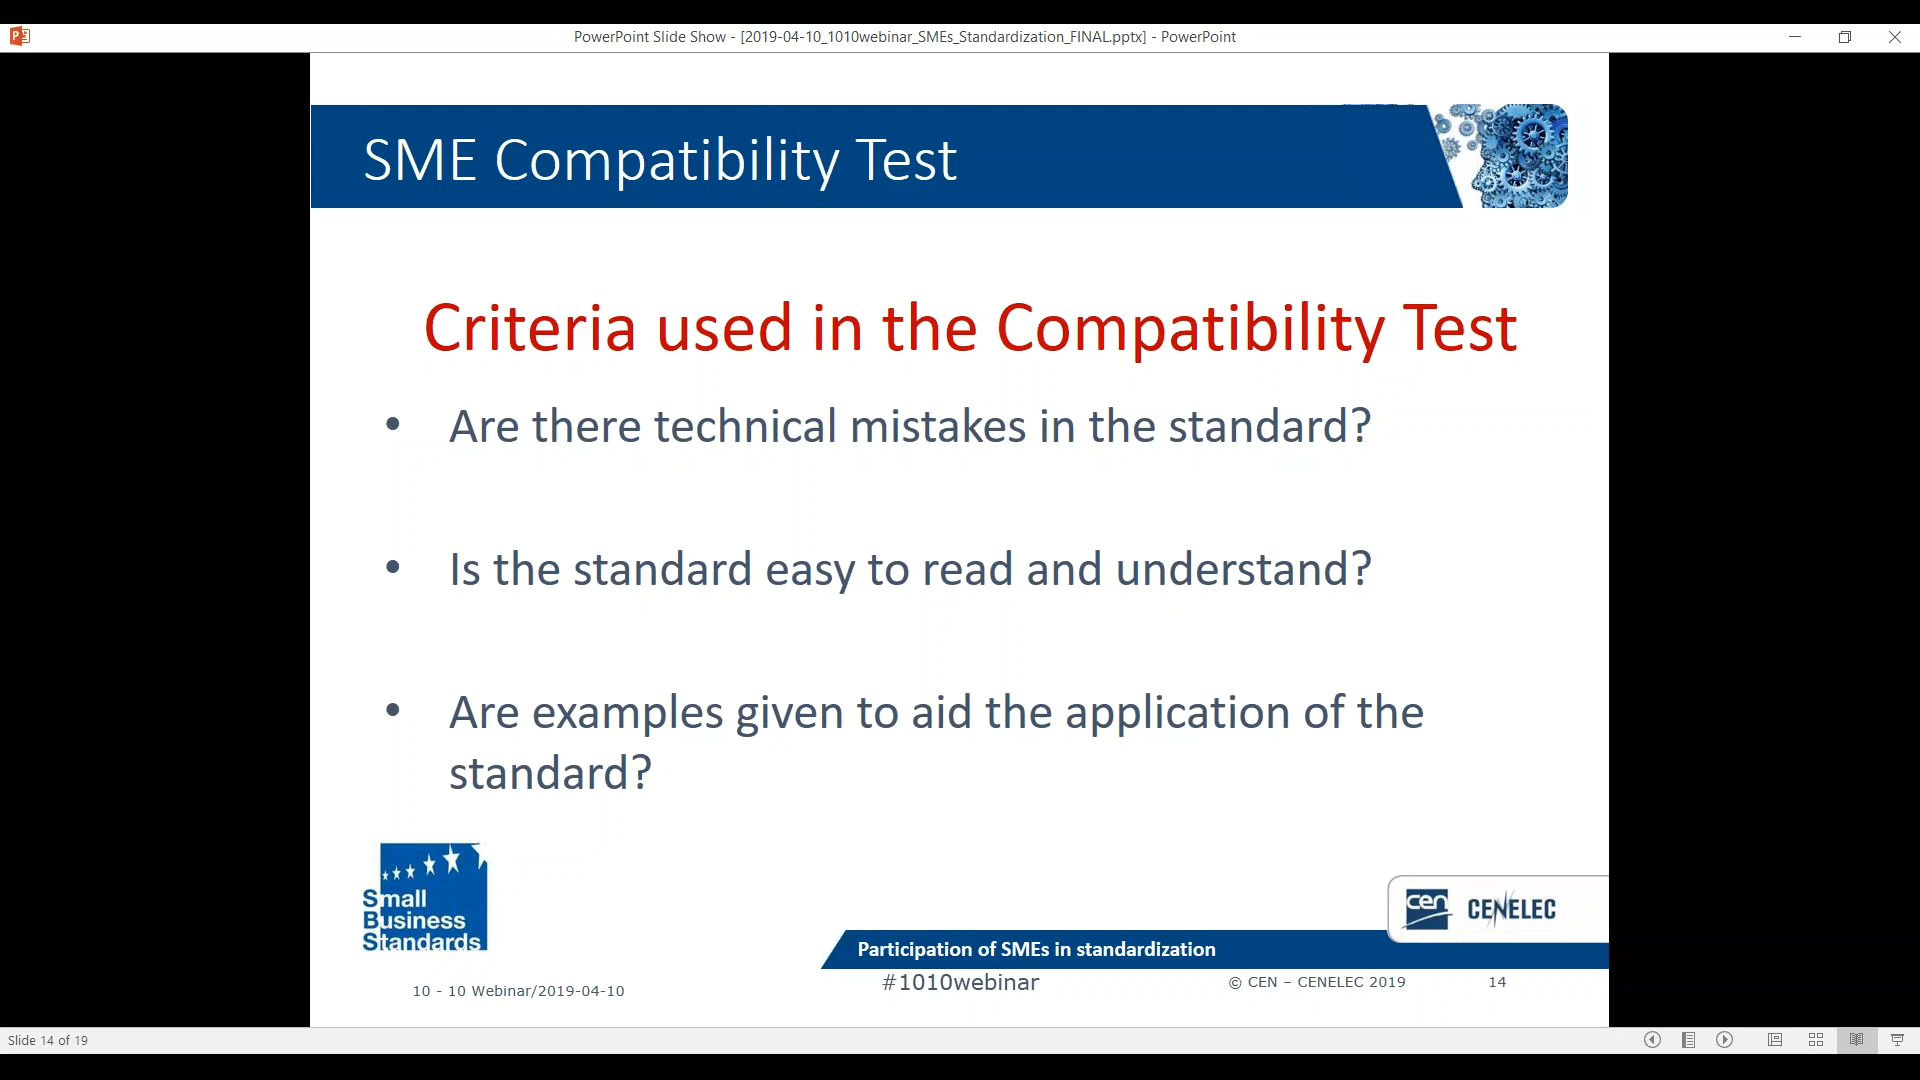 PowerPoint Slide Show - [2019-04-10_1010webinar_SMEs_Standardization_FINAL.pptx] - PowerPoint
SME Compatibility Test
Criteria used in the Compatibility Test
• Are there technical mistakes in the standard?
• Is the standard easy to read and understand?
• Are examples given to aid the application of the
standard?
Small
Business
Standards
cen CENELEC
Participation of SMEs in standardization
#1010webinar
10 - 10 Webinar/2019-04-10
© CEN – CENELEC 2019
14
Slide 14 of 19